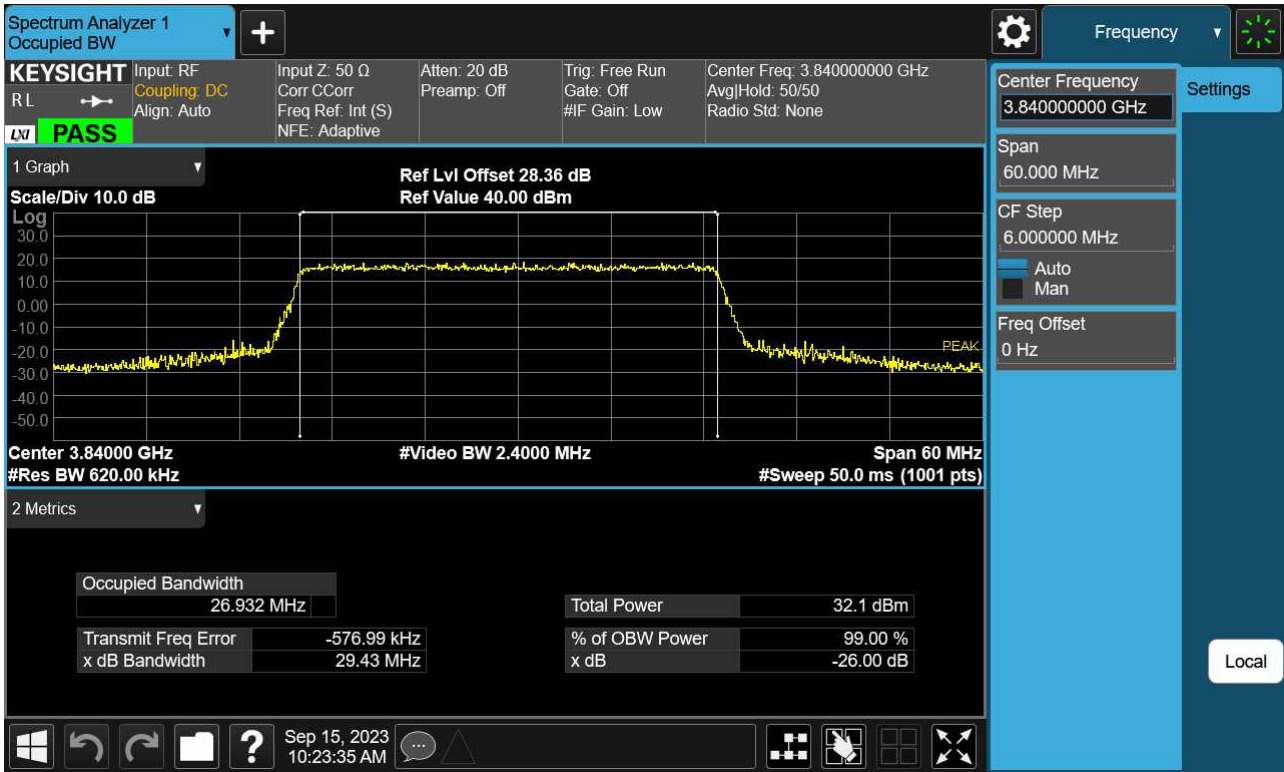 Spectrum Analyzer 1
Occupied BW
Frequency
KEYSIGHT
RL
LXI
PASS
Input: RF
Coupling: DC
Align: Auto
Input Z: 50 Ω
Corr CCorr
Freq Ref: Int (S)
NFE: Adaptive
Atten: 20 dB
Preamp: Off
Trig: Free Run
Gate: Off
#IF Gain: Low
Center Freq: 3.840000000 GHz
Avg|Hold: 50/50
Radio Std: None
Center Frequency
3.840000000 GHz
Settings
Span
60.000 MHz
CF Step
6.000000 MHz
Auto
Man
Freq Offset
0 Hz
1 Graph
Scale/Div 10.0 dB
Ref Lvl Offset 28.36 dB
Ref Value 40.00 dBm
Log
30.0
20.0
10.0
0.00
-10.0
-20.0
-30.0
-40.0
-50.0
PEAK
Center 3.84000 GHz
#Video BW 2.4000 MHz
Span 60 MHz
#Res BW 620.00 kHz
#Sweep 50.0 ms (1001 pts)
2 Metrics
Occupied Bandwidth
26.932 MHz
Total Power 32.1 dBm
Transmit Freq Error -576.99 kHz
% of OBW Power 99.00 %
x dB Bandwidth 29.43 MHz
x dB -26.00 dB
Local
?
Sep 15, 2023
10:23:35 AM